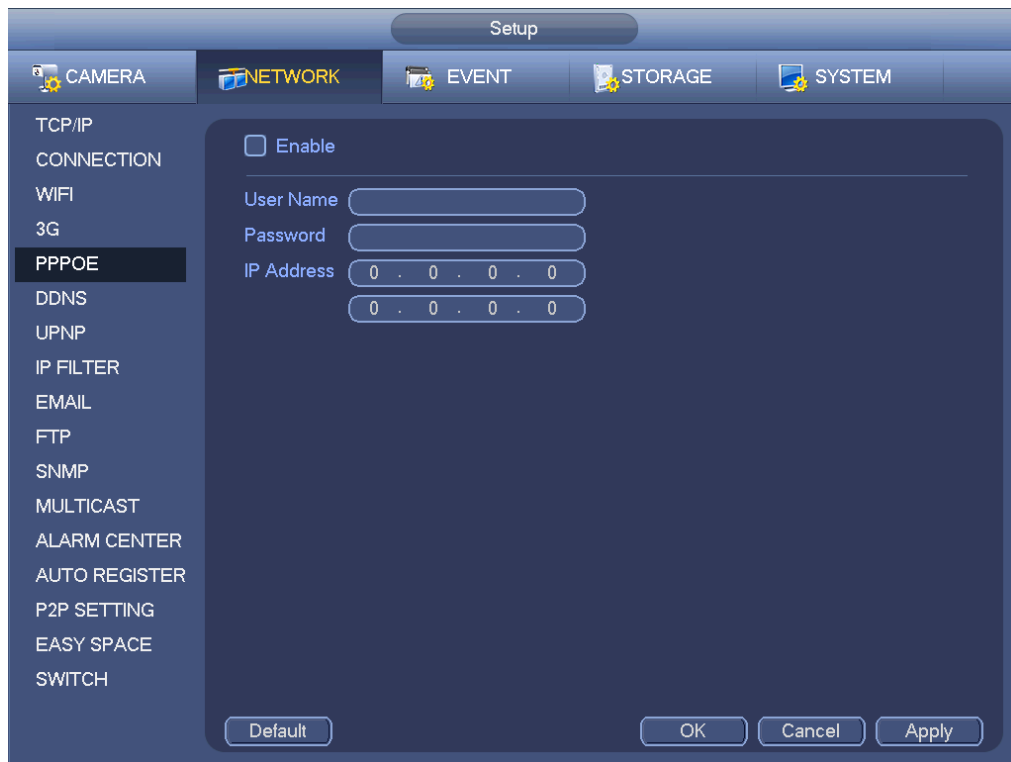 Setup
CAMERA NETWORK EVENT STORAGE SYSTEM
TCP/IP
CONNECTION
WIFI
3G
PPPOE
DDNS
UPNP
IP FILTER
EMAIL
FTP
SNMP
MULTICAST
ALARM CENTER
AUTO REGISTER
P2P SETTING
EASY SPACE
SWITCH
Enable
User Name
Password
IP Address 0 . 0 . 0 . 0
0 . 0 . 0 . 0
Default OK Cancel Apply